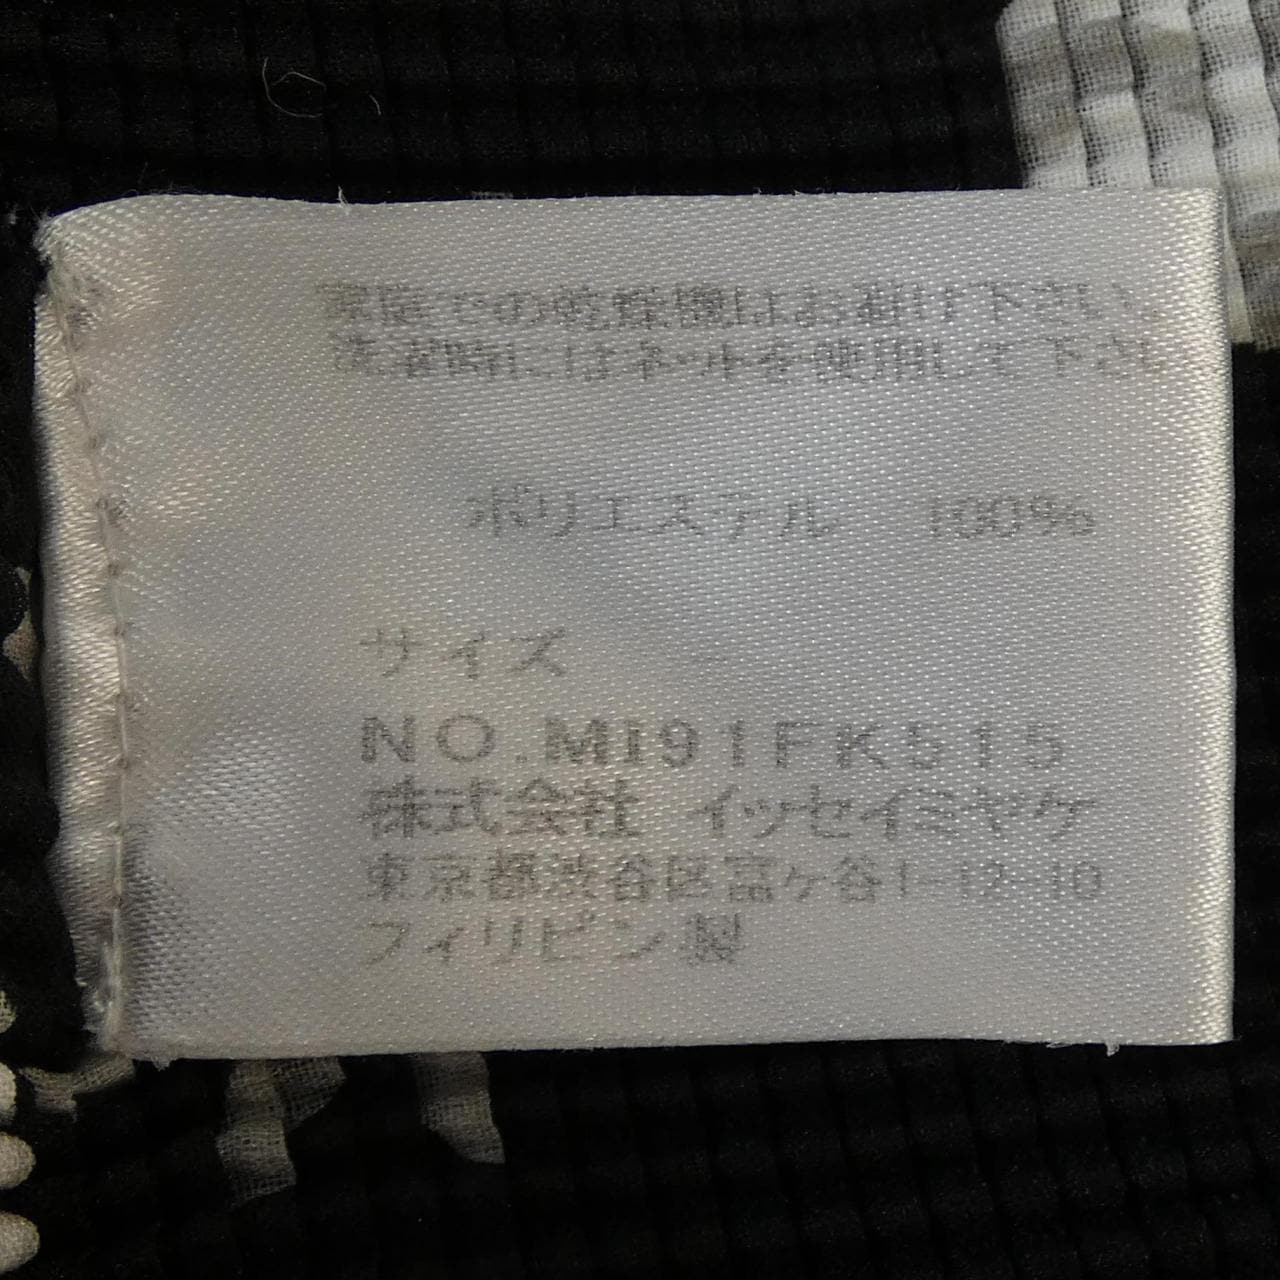 家庭での乾燥機はお避け下さい
洗濯時にはネットを使用して下さい
ポリエステル 100%
サイズ -
NO.MI91FK515
株式会社 イッセイミヤケ
東京都渋谷区富ヶ谷1-12-10
フィリピン製